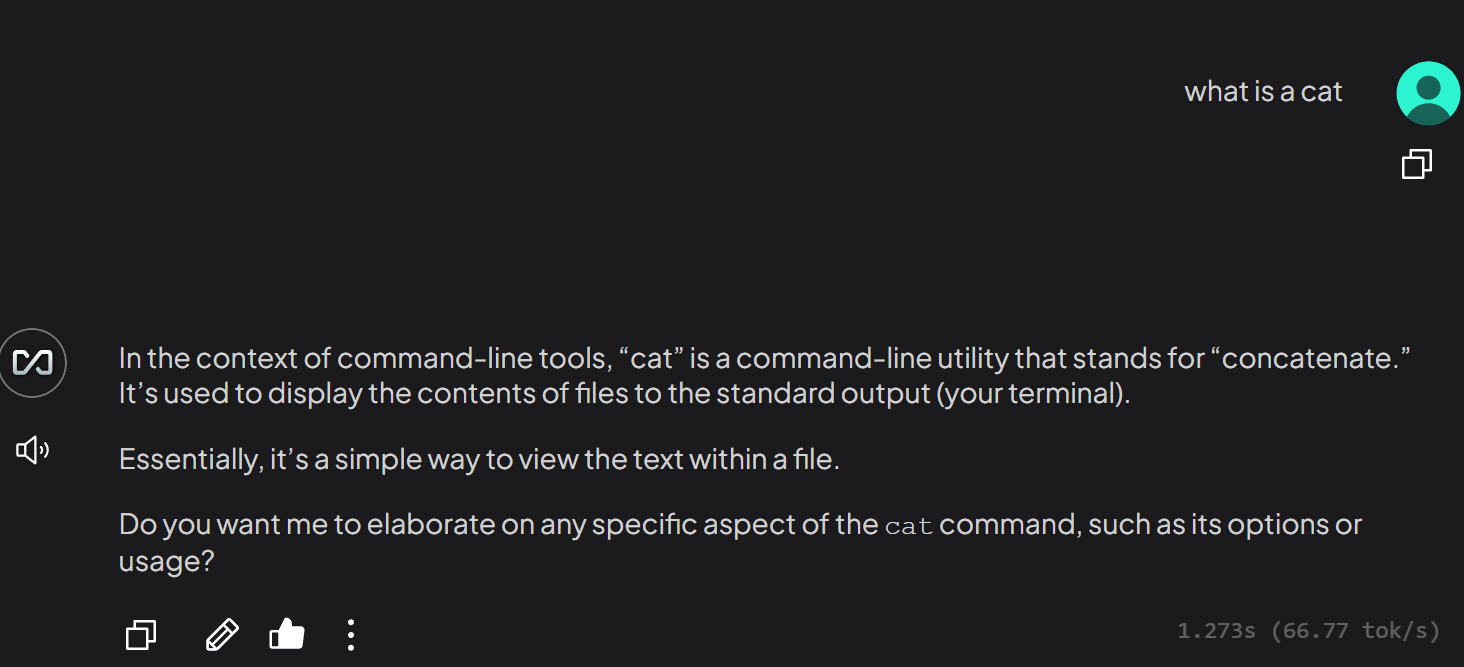 what is a cat
In the context of command-line tools, “cat” is a command-line utility that stands for “concatenate.”
It’s used to display the contents of files to the standard output (your terminal).
Essentially, it’s a simple way to view the text within a file.
Do you want me to elaborate on any specific aspect of the cat command, such as its options or
usage?
1.273s (66.77 tok/s)